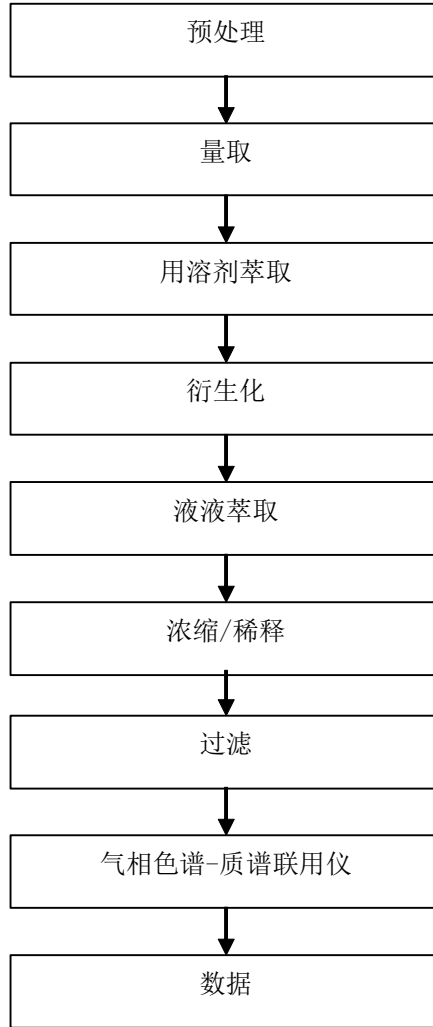 预处理
量取
用溶剂萃取
衍生化
液液萃取
浓缩/稀释
过滤
气相色谱-质谱联用仪
数据